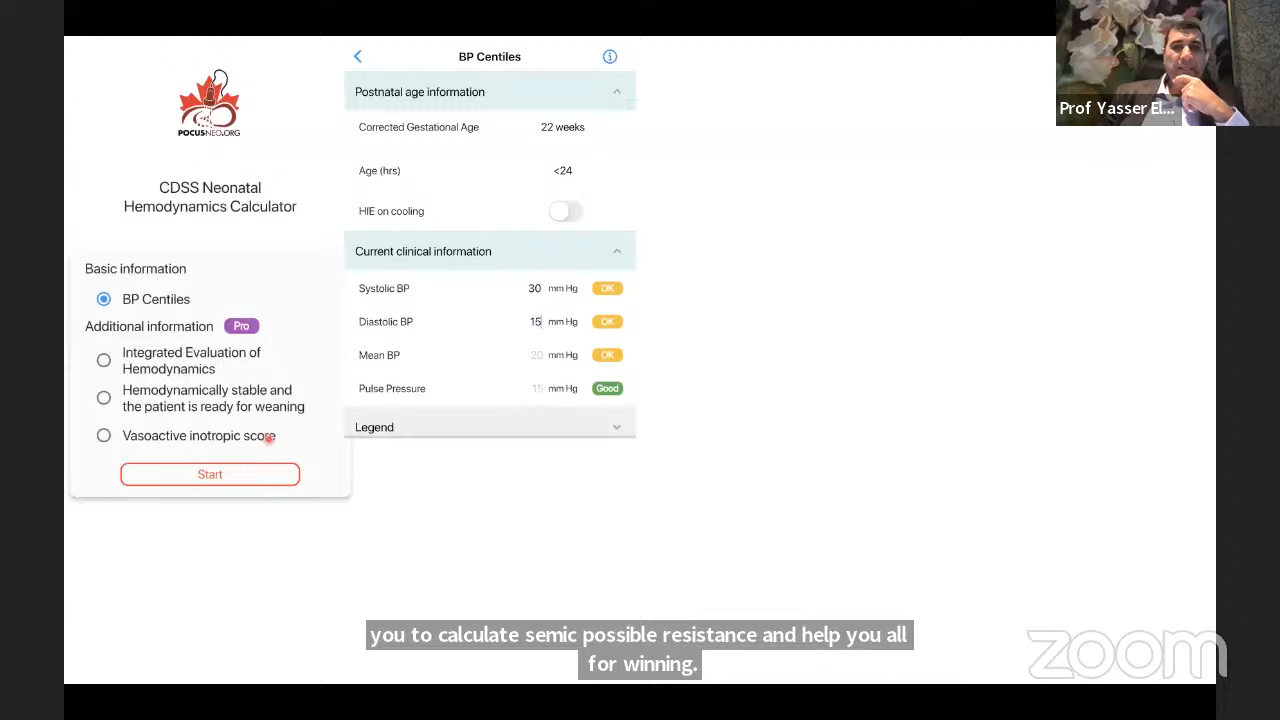 POCUSNEO.ORG
CDSS Neonatal
Hemodynamics Calculator
Basic information
BP Centiles
Additional information Pro
Integrated Evaluation of
Hemodynamics
Hemodynamically stable and
the patient is ready for weaning
Vasoactive inotropic score
Start
BP Centiles
Postnatal age information
Corrected Gestational Age 22 weeks
Age (hrs) <24
HIE on cooling
Current clinical information
Systolic BP 30 mm Hg OK
Diastolic BP 15 mm Hg OK
Mean BP 20 mm Hg OK
Pulse Pressure 15 mm Hg Good
Legend
Prof Yasser El...
you to calculate semic possible resistance and help you all
for winning.
zoom